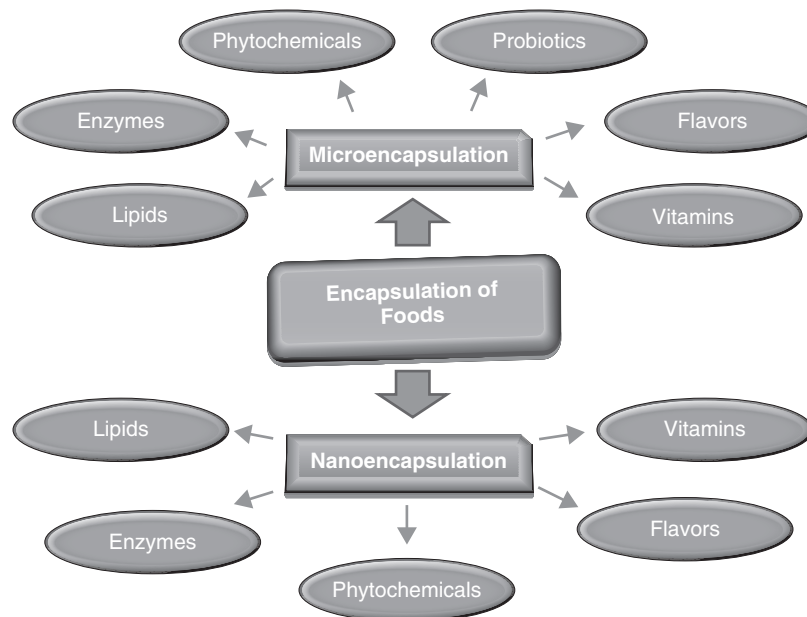 Phytochemicals
Probiotics
Enzymes
Flavors
Microencapsulation
Lipids
Vitamins
Encapsulation of
Foods
Lipids
Vitamins
Nanoencapsulation
Enzymes
Flavors
Phytochemicals